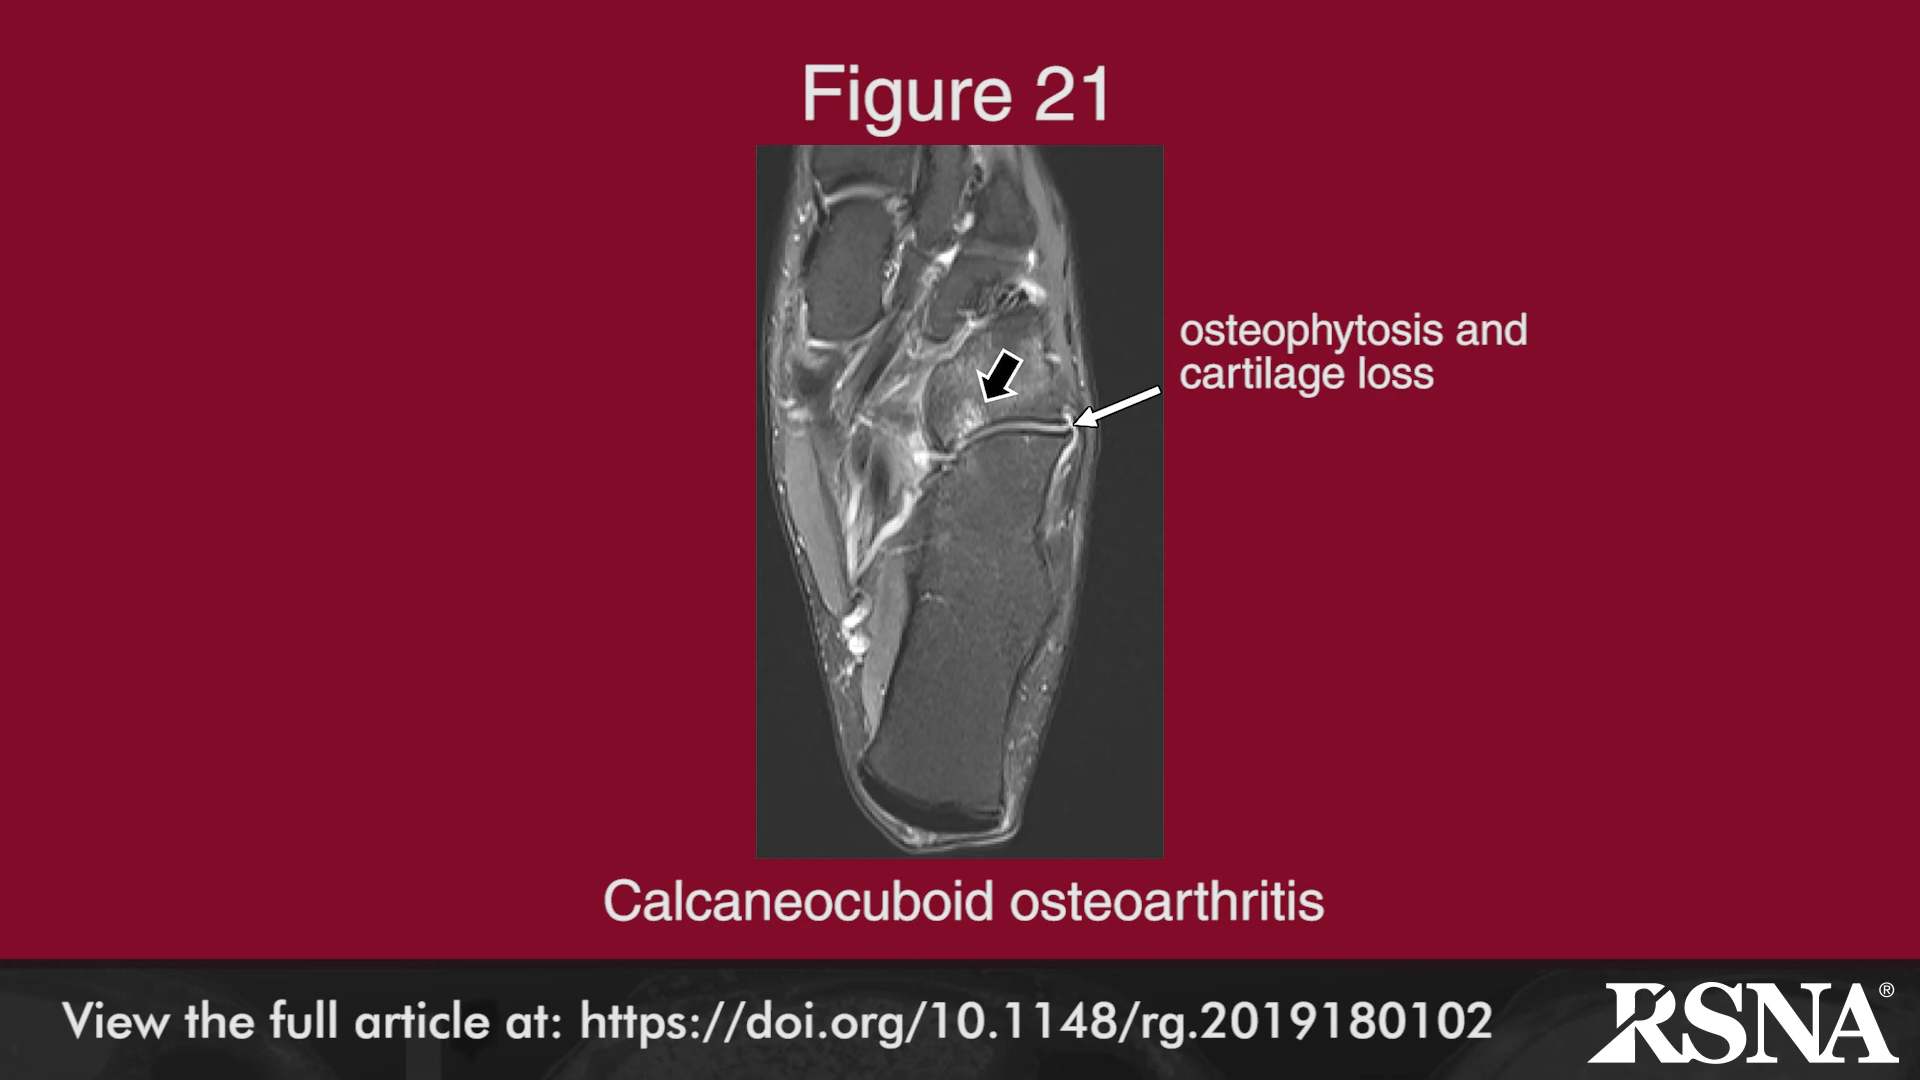 Figure 21
osteophytosis and
cartilage loss
Calcaneocuboid osteoarthritis
View the full article at: https://doi.org/10.1148/rg.2019180102
RSNA®